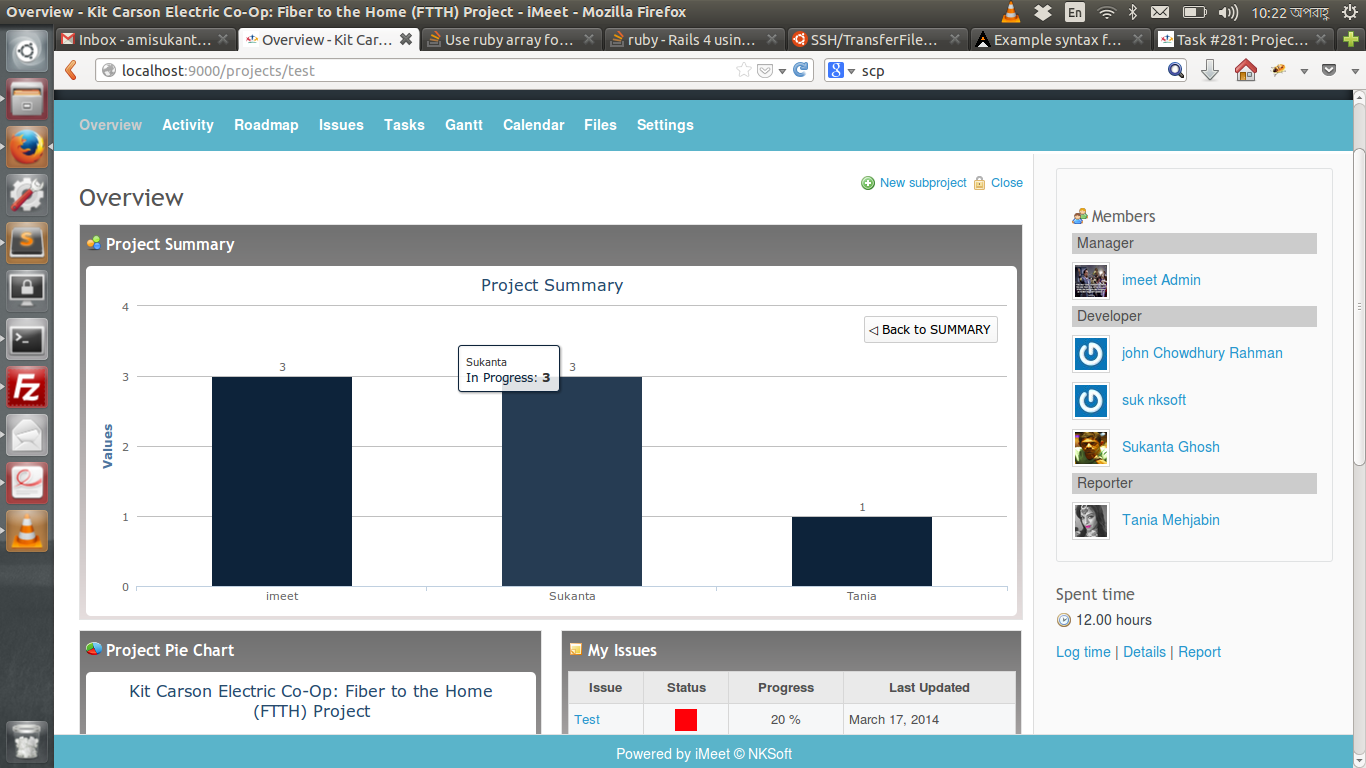 Overview - Kit Carson Electric Co-Op: Fiber to the Home (FTTH) Project - iMeet - Mozilla Firefox
En
10:22 অপরাহ্ণ
Inbox - amisukant...
Overview - Kit Car...
Use ruby array fo...
ruby - Rails 4 usin...
SSH/TransferFile...
Example syntax f...
Task #281: Projec...
localhost:9000/projects/test
8
scp
Overview Activity Roadmap Issues Tasks Gantt Calendar Files Settings
Overview
New subproject Close
Project Summary
Project Summary
◁ Back to SUMMARY
Values
4
3
2
1
0
3
3
1
Sukanta
In Progress: 3
imeet Sukanta Tania
Project Pie Chart
Kit Carson Electric Co-Op: Fiber to the Home
(FTTH) Project
My Issues
Issue Status Progress Last Updated
Test 20 % March 17, 2014
Members
Manager
imeet Admin
Developer
john Chowdhury Rahman
suk nksoft
Sukanta Ghosh
Reporter
Tania Mehjabin
Spent time
12.00 hours
Log time | Details | Report
Powered by iMeet © NKSoft
S
Fz